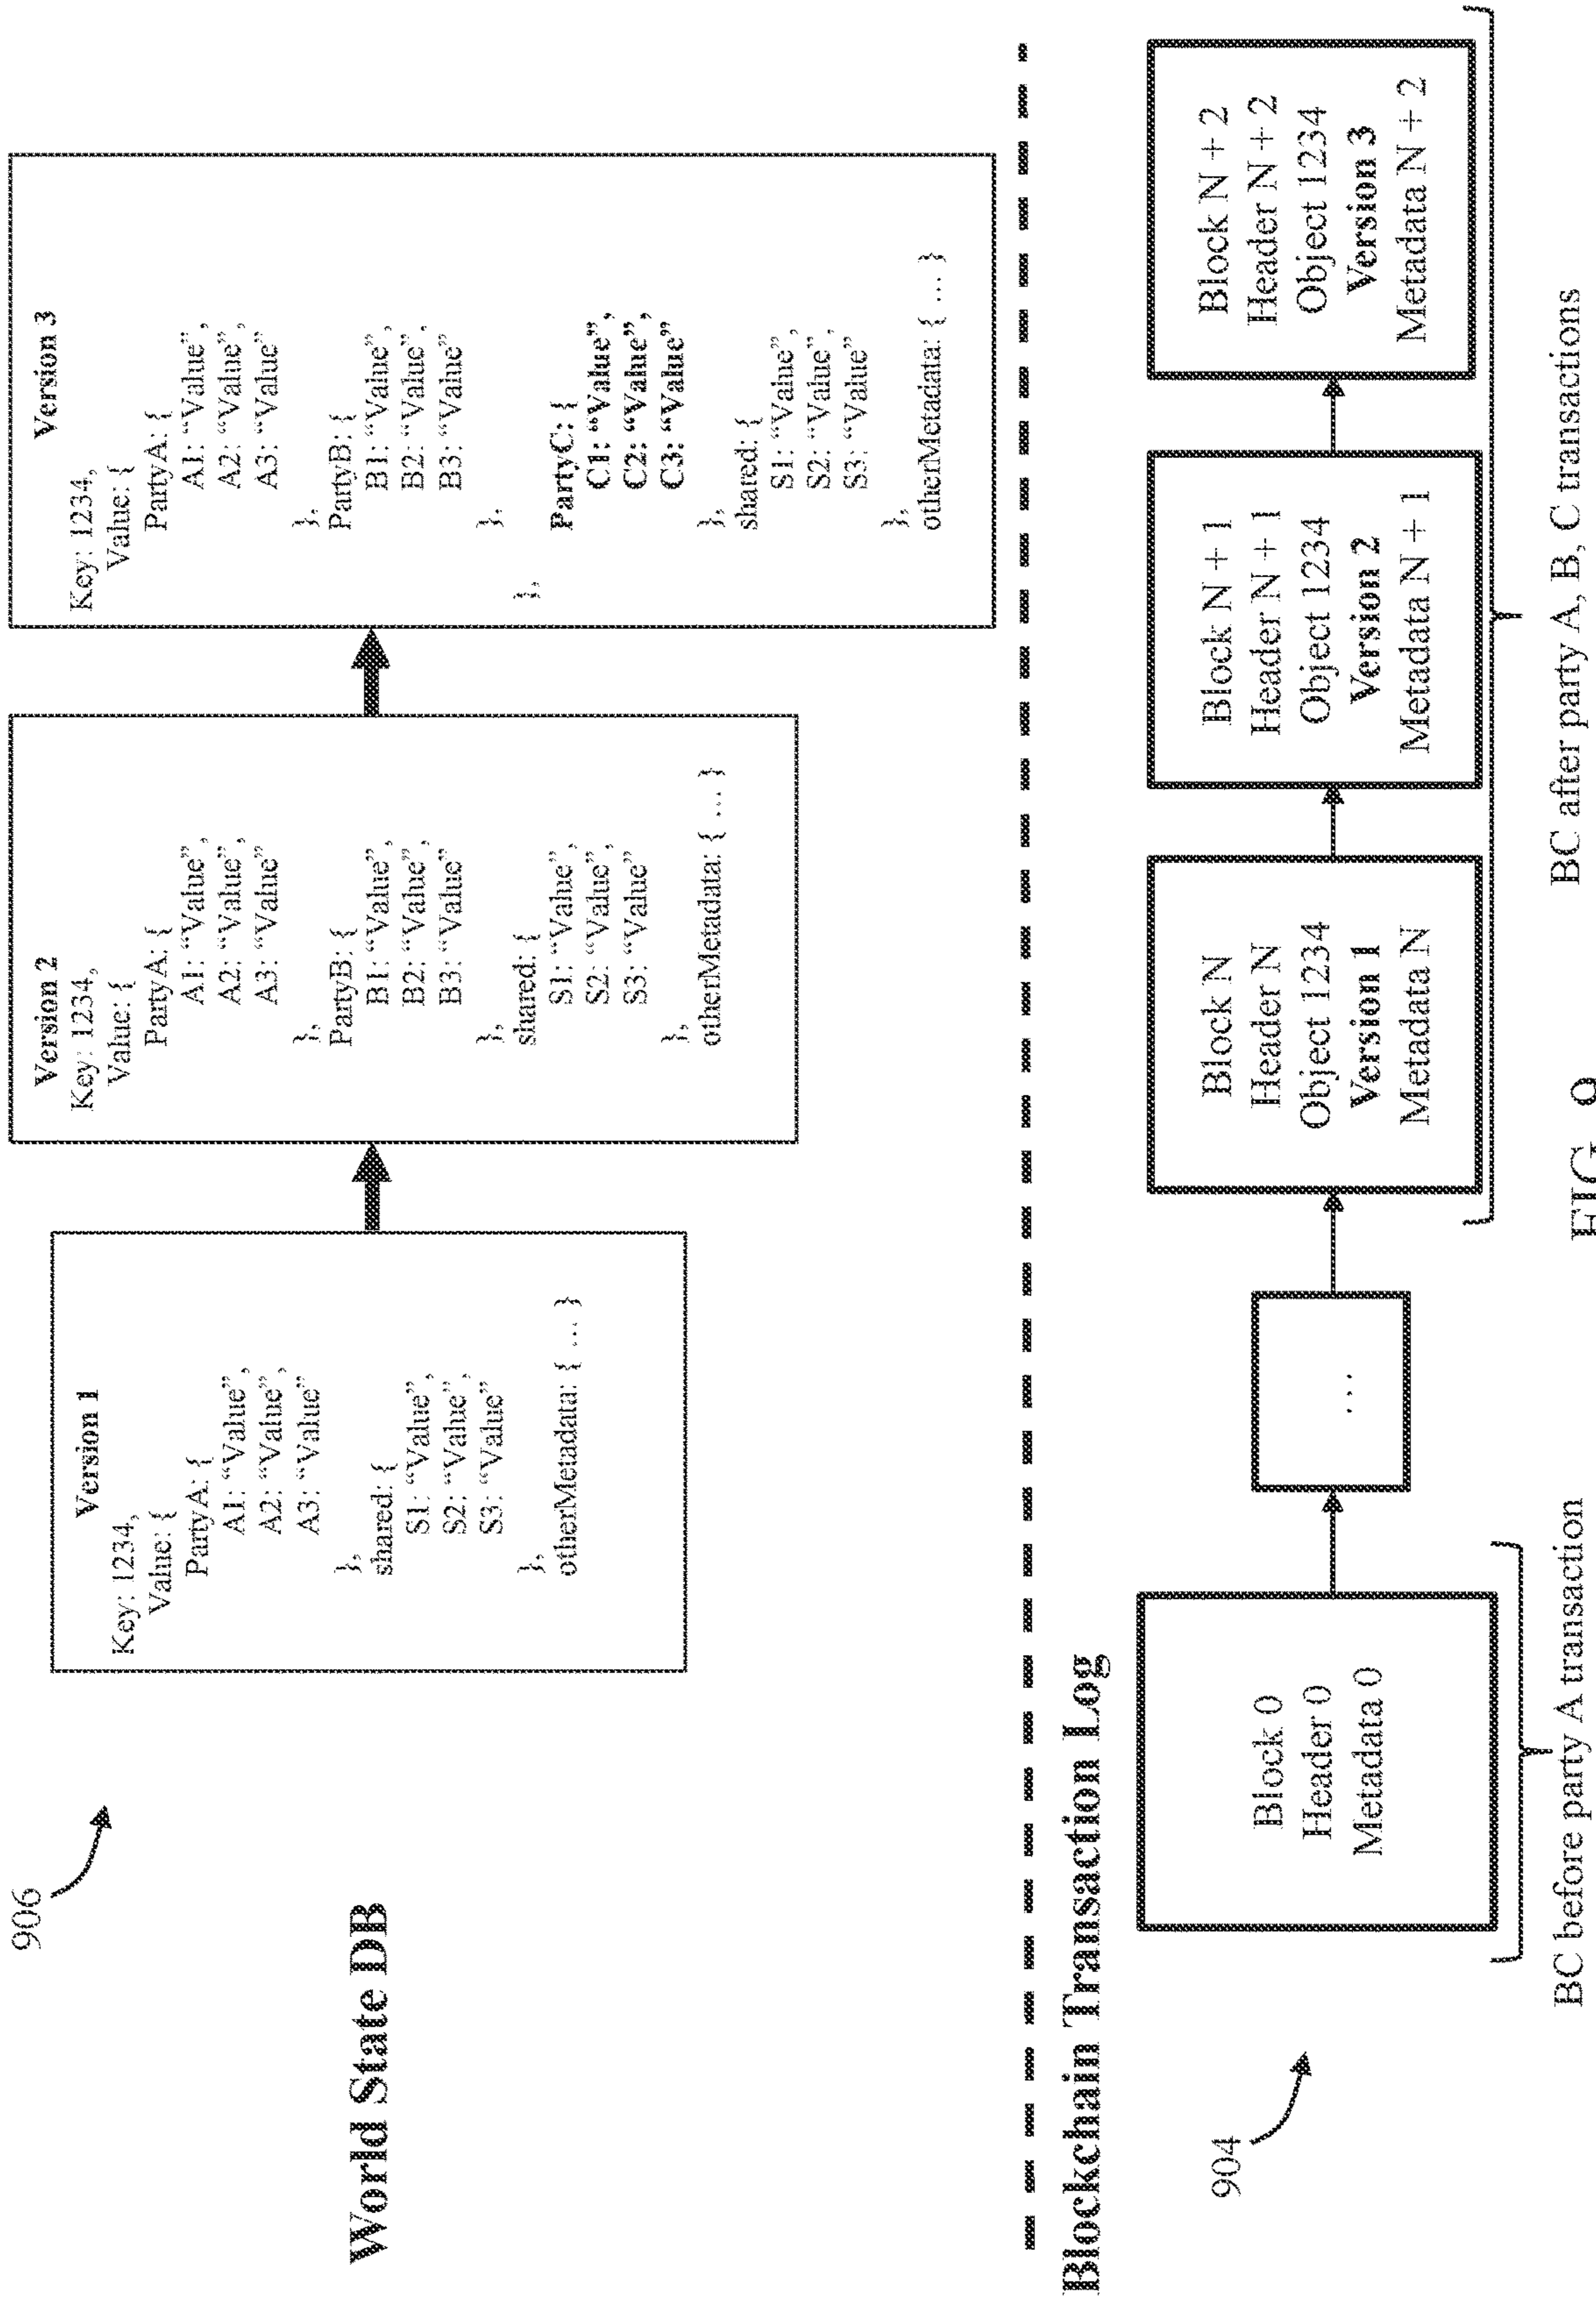 906
World State DB
Version 1
Key: 1234,
Value: {
PartyA: {
A1: “Value”,
A2: “Value”,
A3: “Value”
},
shared: {
S1: “Value”,
S2: “Value”,
S3: “Value”
},
otherMetadata: { ... }
Version 2
Key: 1234,
Value: {
PartyA: {
A1: “Value”,
A2: “Value”,
A3: “Value”
},
PartyB: {
B1: “Value”,
B2: “Value”,
B3: “Value”
},
shared: {
S1: “Value”,
S2: “Value”,
S3: “Value”
},
otherMetadata: { ... }
Version 3
Key: 1234,
Value: {
PartyA: {
A1: “Value”,
A2: “Value”,
A3: “Value”
},
PartyB: {
B1: “Value”,
B2: “Value”,
B3: “Value”
},
},
PartyC: {
C1: “Value”,
C2: “Value”,
C3: “Value”
},
shared: {
S1: “Value”,
S2: “Value”,
S3: “Value”
},
otherMetadata: { ... }
Blockchain Transaction Log
904
Block 0
Header 0
Metadata 0
...
Block N
Header N
Object 1234
Version 1
Metadata N
Block N + 1
Header N + 1
Object 1234
Version 2
Metadata N + 1
Block N + 2
Header N + 2
Object 1234
Version 3
Metadata N + 2
BC before party A transaction
BC after party A, B, C transactions
FIG. 9